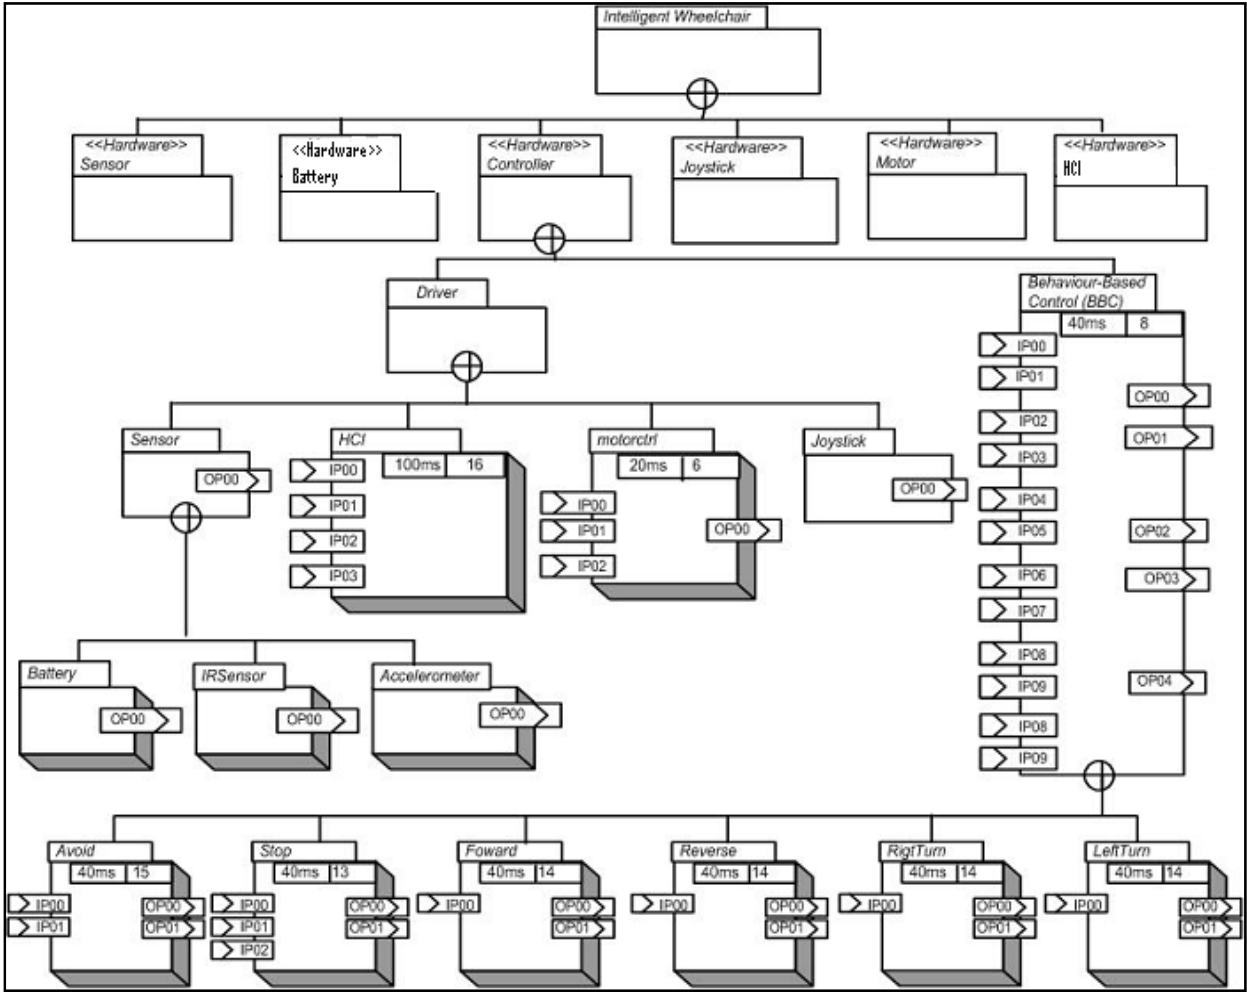 Intelligent Wheelchair
<<Hardware>>
Sensor
<<Hardware>>
Battery
<<Hardware>>
Controller
<<Hardware>>
Joystick
<<Hardware>>
Motor
<<Hardware>>
HCI
Driver
Behaviour-Based
Control (BBC)
40ms 8
IP00
IP01
IP02
IP03
IP04
IP05
IP06
IP07
IP08
IP09
IP08
IP09
OP00
OP01
OP02
OP03
OP04
Sensor
OP00
HCI
100ms 16
IP00
IP01
IP02
IP03
motorctrl
20ms 6
IP00
IP01
IP02
OP00
Joystick
OP00
Battery
OP00
IRSensor
OP00
Accelerometer
OP00
Avoid
40ms 15
IP00 OP00
IP01 OP01
Stop
40ms 13
IP00 OP00
IP01 OP01
IP02
Foward
40ms 14
IP00 OP00
OP01
Reverse
40ms 14
IP00 OP00
OP01
RigtTurn
40ms 14
IP00 OP00
OP01
LeftTurn
40ms 14
IP00 OP00
OP01